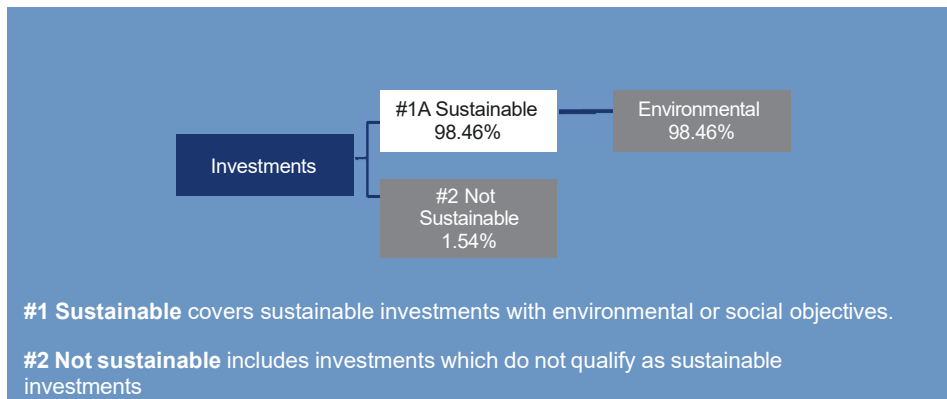 #1A Sustainable
98.46%
Environmental
98.46%
Investments
#2 Not
Sustainable
1.54%
#1 Sustainable covers sustainable investments with environmental or social objectives.
#2 Not sustainable includes investments which do not qualify as sustainable
investments